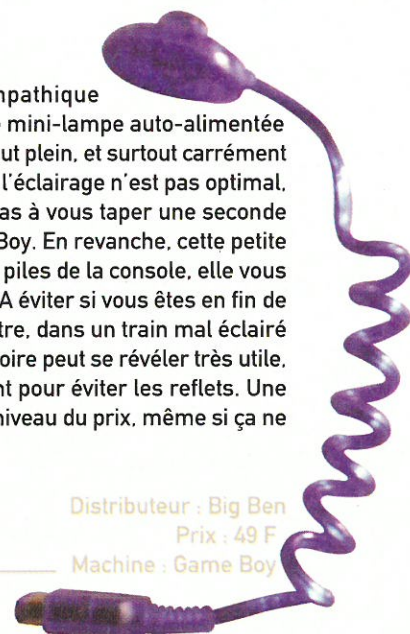 mpathique
mini-lampe auto-alimentée
ut plein, et surtout carrément
l'éclairage n'est pas optimal,
as à vous taper une seconde
Boy. En revanche, cette petite
piles de la console, elle vous
A éviter si vous êtes en fin de
tre, dans un train mal éclairé
oire peut se révéler très utile,
nt pour éviter les reflets. Une
niveau du prix, même si ça ne
Distributeur : Big Ben
Prix : 49 F
Machine : Game Boy